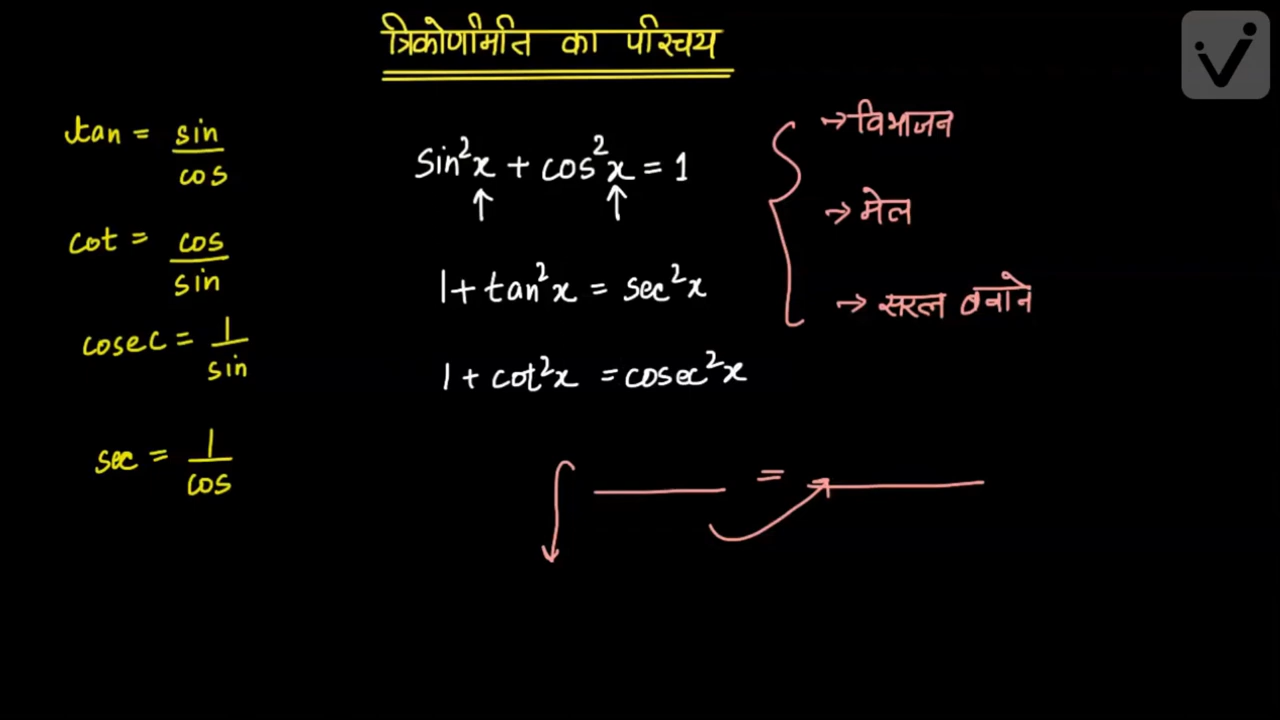 त्रिकोणमिति का परिचय
tan = sin/cos
cot = cos/sin
cosec = 1/sin
sec = 1/cos
sin²x + cos²x = 1
1 + tan²x = sec²x
1 + cot²x = cosec²x
→ विभाजन
→ मेल
→ सरल बनाने
=